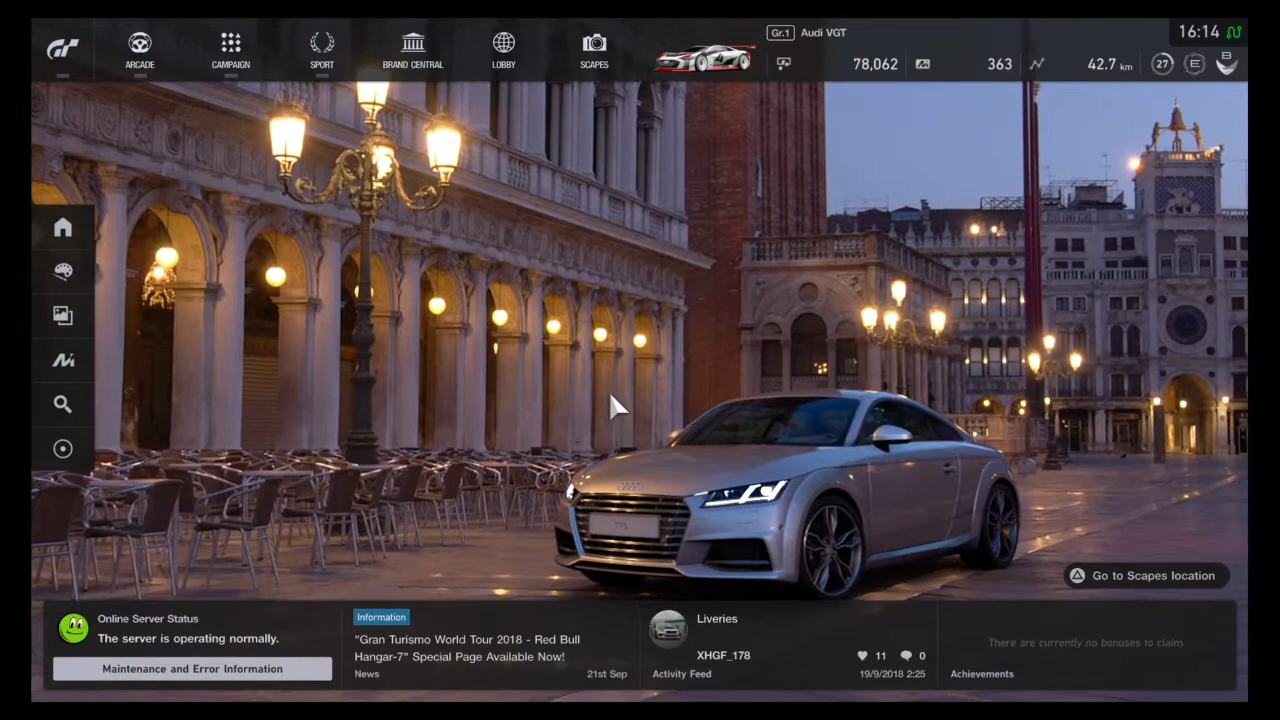 GT
ARCADE
CAMPAIGN
SPORT
BRAND CENTRAL
LOBBY
SCAPES
Gr.1 Audi VGT
78,062
363
42.7 km
27
E
B
16:14
TTS
Go to Scapes location
Online Server Status
The server is operating normally.
Maintenance and Error Information
Information
"Gran Turismo World Tour 2018 - Red Bull
Hangar-7" Special Page Available Now!
News
21st Sep
Liveries
XHGF_178
11
0
Activity Feed
19/9/2018 2:25
There are currently no bonuses to claim.
Achievements